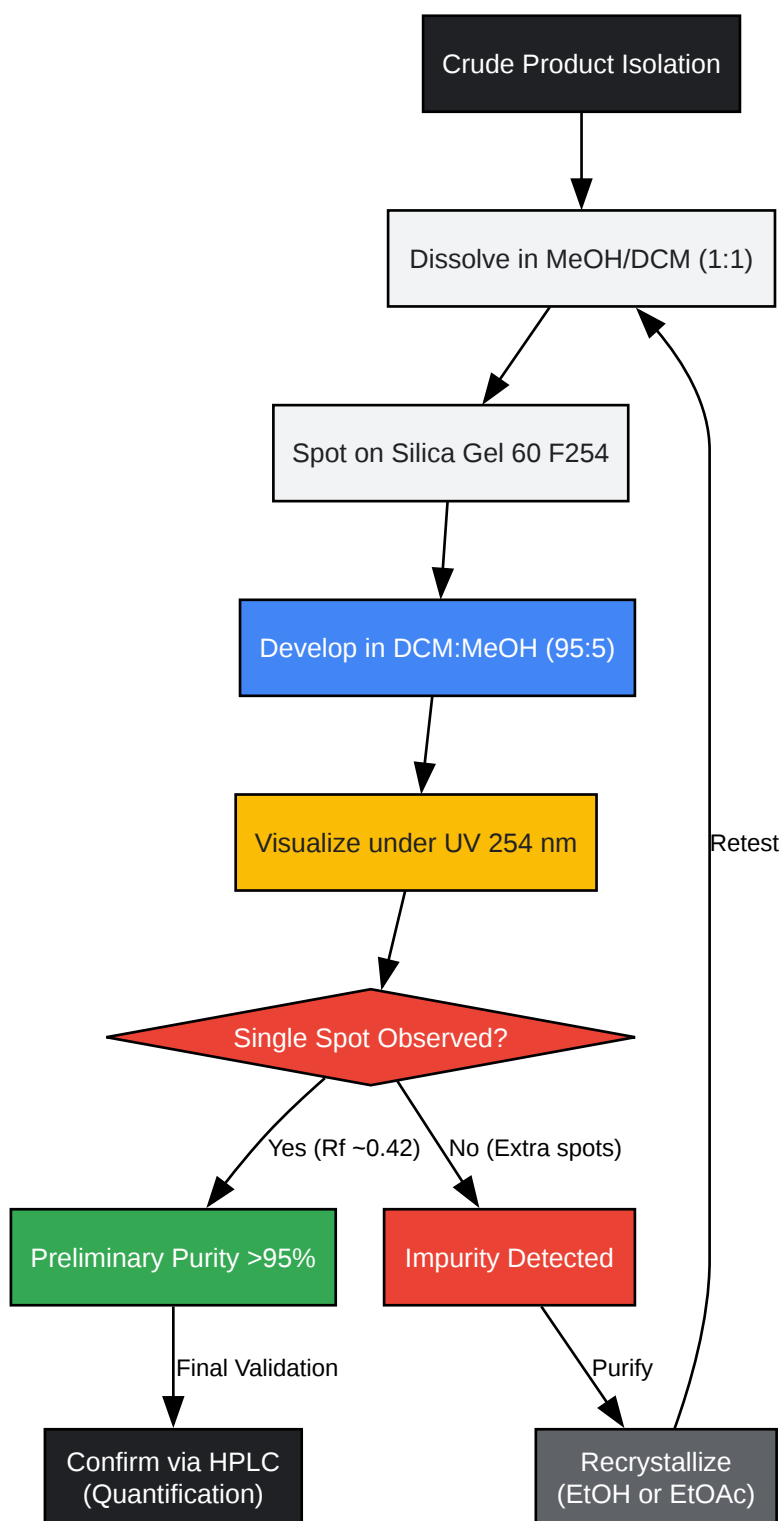 Crude Product Isolation
Dissolve in MeOH/DCM (1:1)
Spot on Silica Gel 60 F254
Develop in DCM:MeOH (95:5)
Visualize under UV 254 nm
Retest
Single Spot Observed?
Yes (Rf ~0.42)
No (Extra spots)
Preliminary Purity >95%
Impurity Detected
Final Validation
Purify
Confirm via HPLC
(Quantification)
Recrystallize
(EtOH or EtOAc)